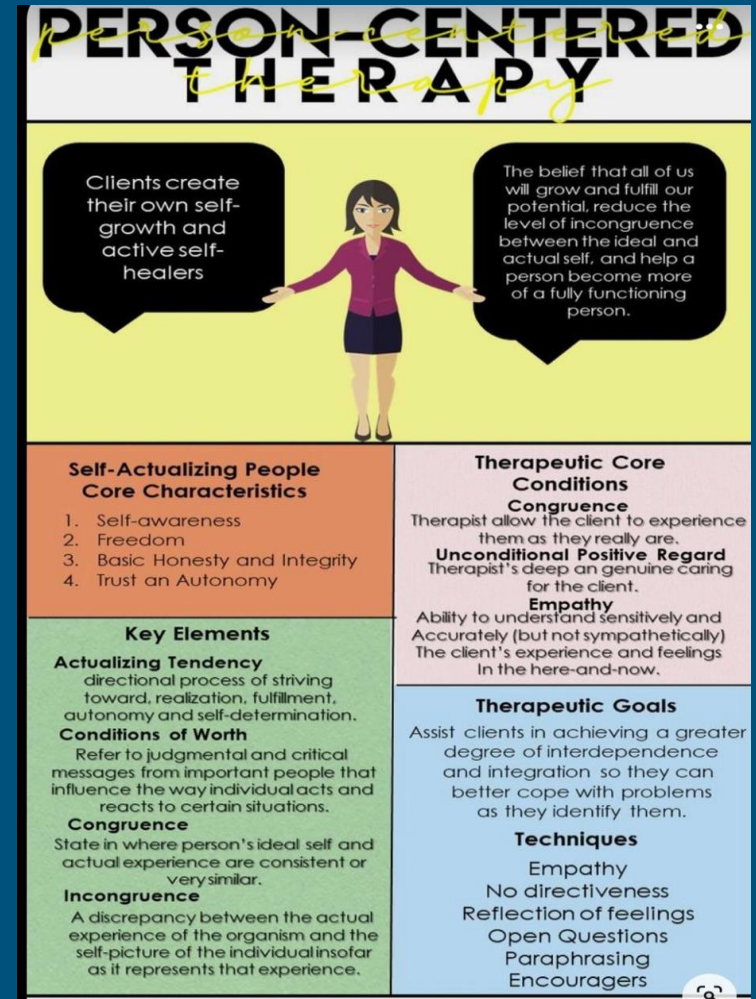 PERSON-CENTERED
person-centered
THERAPY
therapy
Clients create
their own self-
growth and
active self-
healers
The belief that all of us
will grow and fulfill our
potential, reduce the
level of incongruence
between the ideal and
actual self, and help a
person become more
of a fully functioning
person.
Self-Actualizing People
Core Characteristics
1. Self-awareness
2. Freedom
3. Basic Honesty and Integrity
4. Trust an Autonomy
Key Elements
Actualizing Tendency
directional process of striving
toward, realization, fulfillment,
autonomy and self-determination.
Conditions of Worth
Refer to judgmental and critical
messages from important people that
influence the way individual acts and
reacts to certain situations.
Congruence
State in where person's ideal self and
actual experience are consistent or
very similar.
Incongruence
A discrepancy between the actual
experience of the organism and the
self-picture of the individual insofar
as it represents that experience.
Therapeutic Core
Conditions
Congruence
Therapist allow the client to experience
them as they really are.
Unconditional Positive Regard
Therapist's deep an genuine caring
for the client.
Empathy
Ability to understand sensitively and
Accurately (but not sympathetically)
The client's experience and feelings
In the here-and-now.
Therapeutic Goals
Assist clients in achieving a greater
degree of interdependence
and integration so they can
better cope with problems
as they identify them.
Techniques
Empathy
No directiveness
Reflection of feelings
Open Questions
Paraphrasing
Encouragers